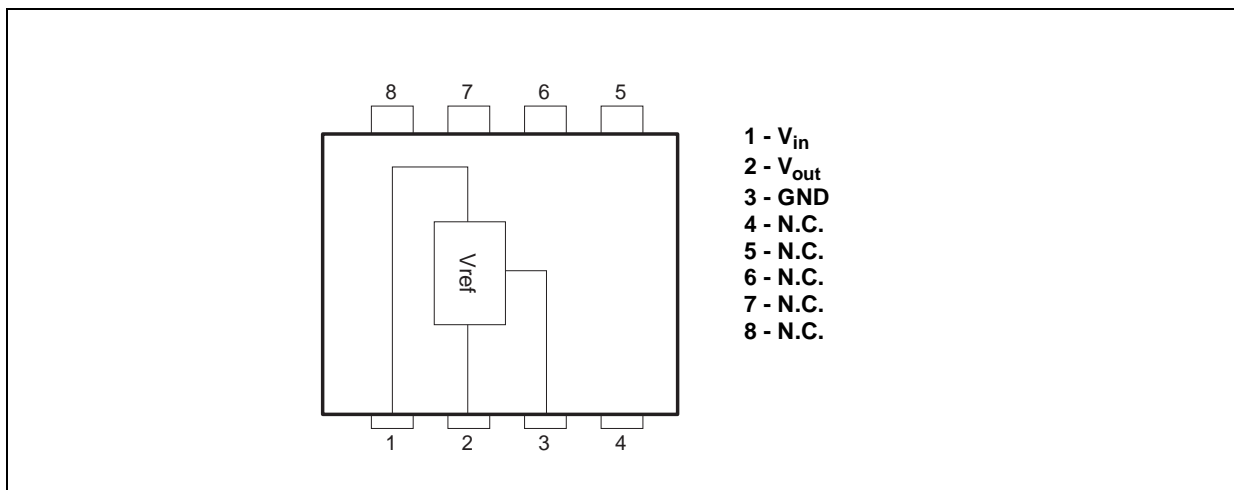 8 7 6 5
1 - Vin
2 - Vout
3 - GND
4 - N.C.
5 - N.C.
6 - N.C.
7 - N.C.
8 - N.C.
Vref
1 2 3 4